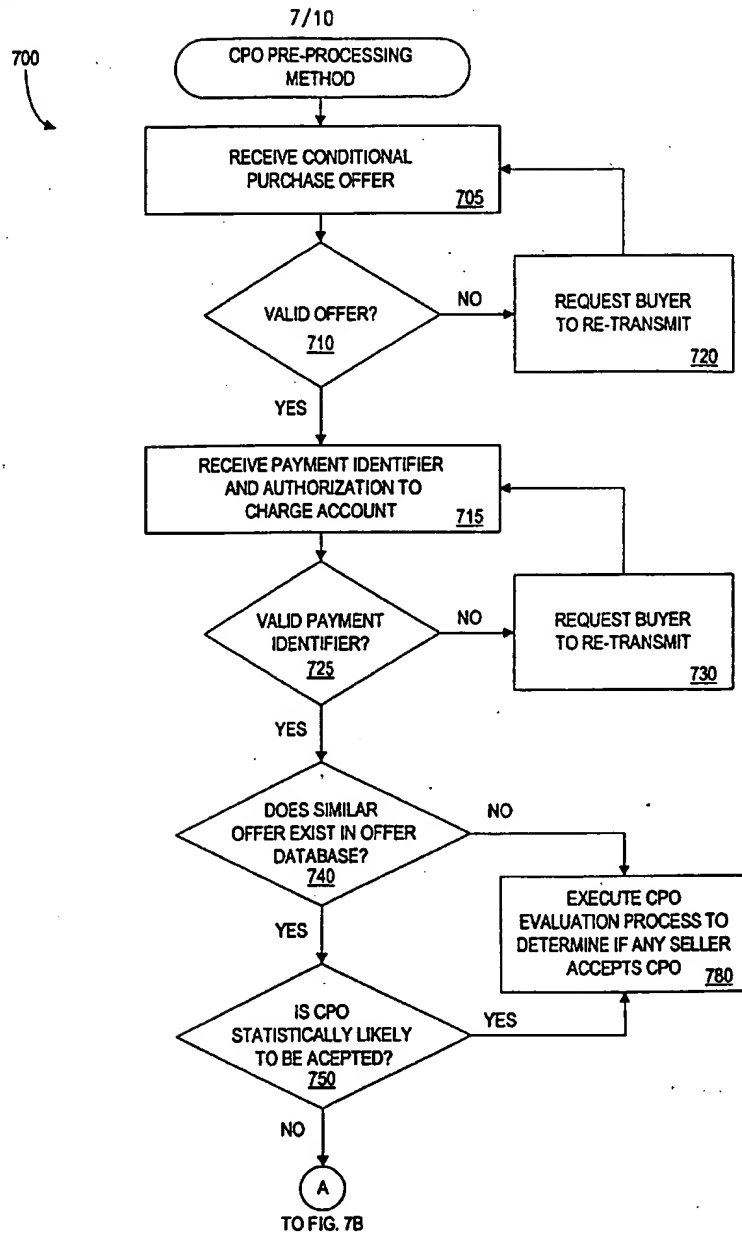 7/10
700
CPO PRE-PROCESSING
METHOD
RECEIVE CONDITIONAL
PURCHASE OFFER
705
VALID OFFER?
710
NO
REQUEST BUYER
TO RE-TRANSMIT
720
YES
RECEIVE PAYMENT IDENTIFIER
AND AUTHORIZATION TO
CHARGE ACCOUNT
715
VALID PAYMENT
IDENTIFIER?
725
NO
REQUEST BUYER
TO RE-TRANSMIT
730
YES
DOES SIMILAR
OFFER EXIST IN OFFER
DATABASE?
740
NO
EXECUTE CPO
EVALUATION PROCESS TO
DETERMINE IF ANY SELLER
ACCEPTS CPO
780
YES
IS CPO
STATISTICALLY LIKELY
TO BE ACEPTED?
750
YES
NO
A
TO FIG. 7B